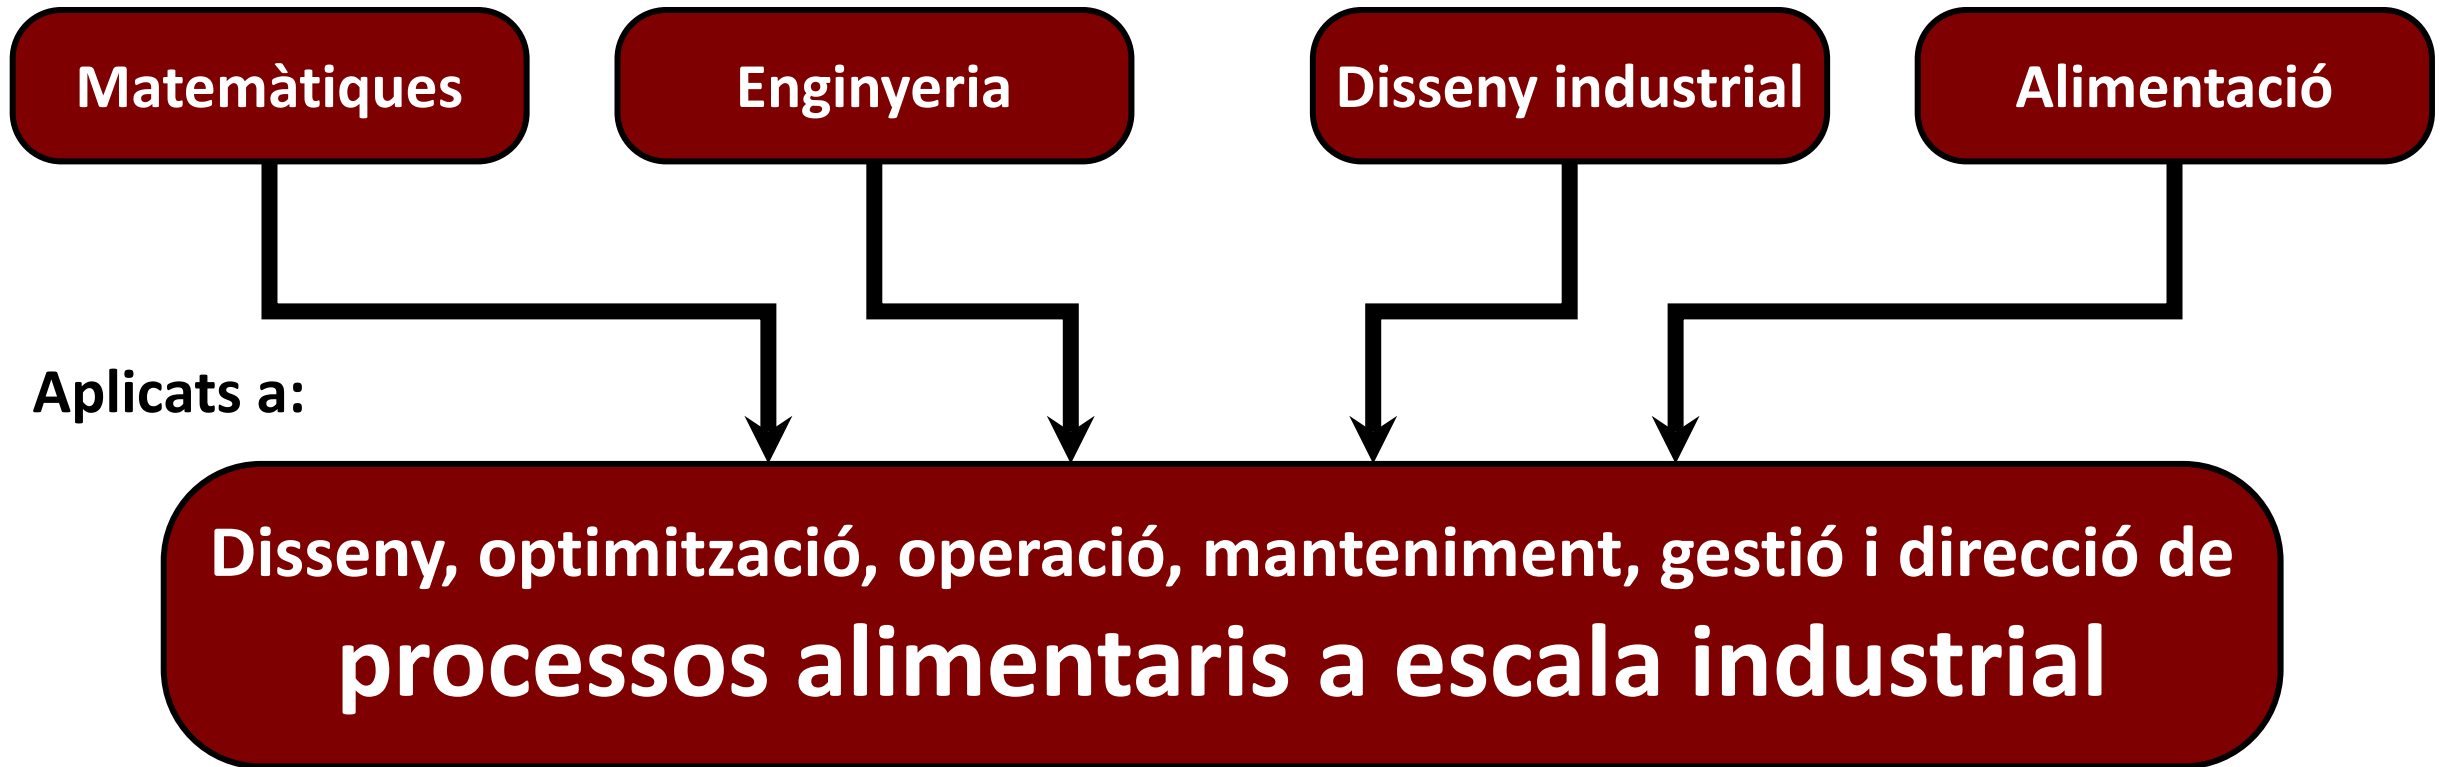 Matemàtiques
Enginyeria
Disseny industrial
Alimentació
Aplicats a:
Disseny, optimització, operació, manteniment, gestió i direcció de
processos alimentaris a escala industrial